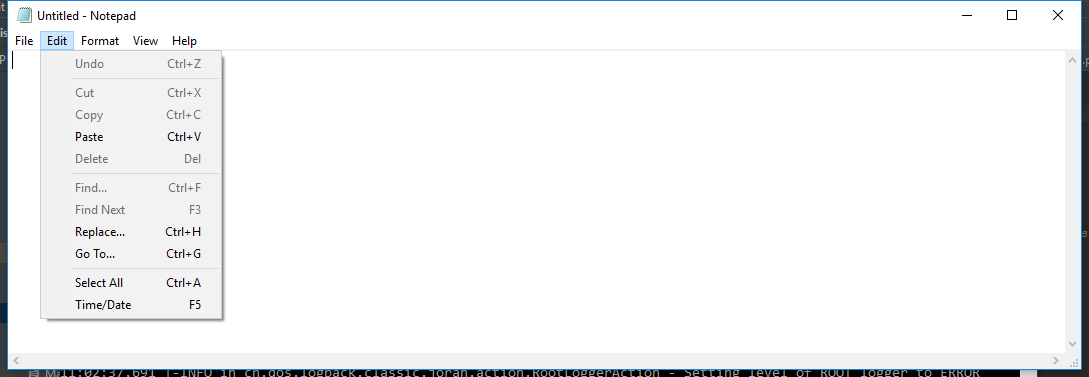 Untitled - Notepad
File Edit Format View Help
Undo Ctrl+Z
Cut Ctrl+X
Copy Ctrl+C
Paste Ctrl+V
Delete Del
Find... Ctrl+F
Find Next F3
Replace... Ctrl+H
Go To... Ctrl+G
Select All Ctrl+A
Time/Date F5
11:02:37.691 |-INFO in ch.qos.logback.classic.joran.action.RootLoggerAction - Setting level of ROOT logger to ERROR